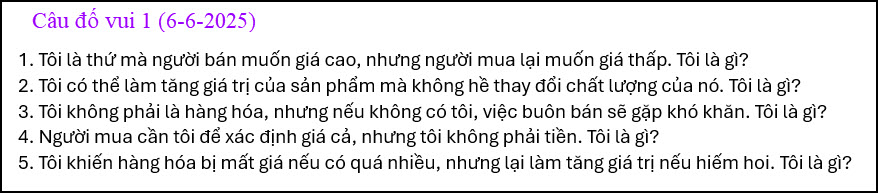 Câu đố vui 1 (6-6-2025)
1. Tôi là thứ mà người bán muốn giá cao, nhưng người mua lại muốn giá thấp. Tôi là gì?
2. Tôi có thể làm tăng giá trị của sản phẩm mà không hề thay đổi chất lượng của nó. Tôi là gì?
3. Tôi không phải là hàng hóa, nhưng nếu không có tôi, việc buôn bán sẽ gặp khó khăn. Tôi là gì?
4. Người mua cần tôi để xác định giá cả, nhưng tôi không phải tiền. Tôi là gì?
5. Tôi khiến hàng hóa bị mất giá nếu có quá nhiều, nhưng lại làm tăng giá trị nếu hiếm hoi. Tôi là gì?